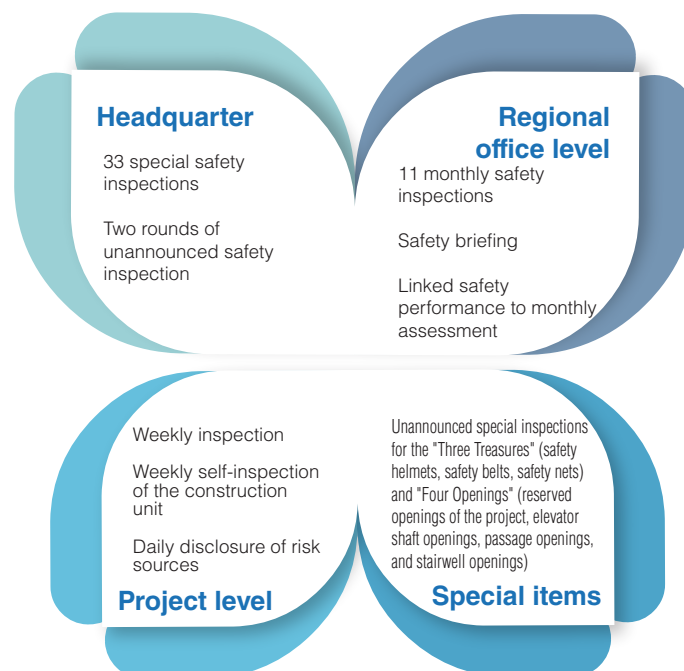 Headquarter
33 special safety
inspections
Two rounds of
unannounced safety
inspection
Regional
office level
11 monthly safety
inspections
Safety briefing
Linked safety
performance to monthly
assessment
Weekly inspection
Weekly self-inspection
of the construction
unit
Daily disclosure of risk
sources
Project level
Unannounced special inspections
for the "Three Treasures" (safety
helmets, safety belts, safety nets)
and "Four Openings" (reserved
openings of the project, elevator
shaft openings, passage openings,
and stairwell openings)
Special items